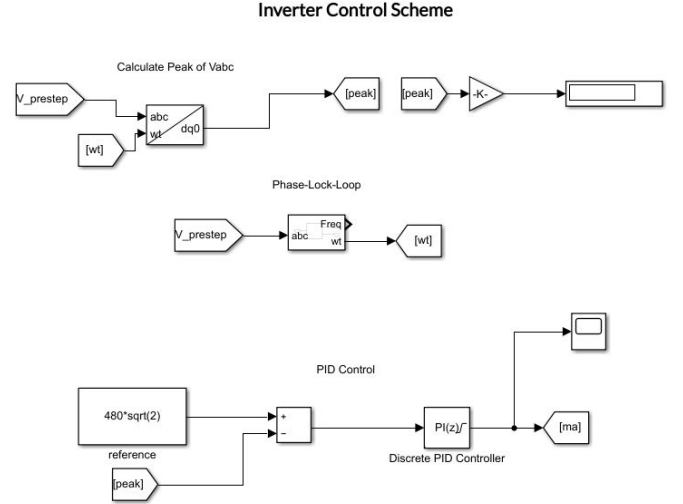 Inverter Control Scheme
Calculate Peak of Vabc
V_prestep
[wt]
abc
wt
dq0
[peak]
[peak]
-K-
Phase-Lock-Loop
V_prestep
abc
Freq
wt
[wt]
PID Control
480*sqrt(2)
reference
[peak]
+
−
PI(z)
Discrete PID Controller
[ma]